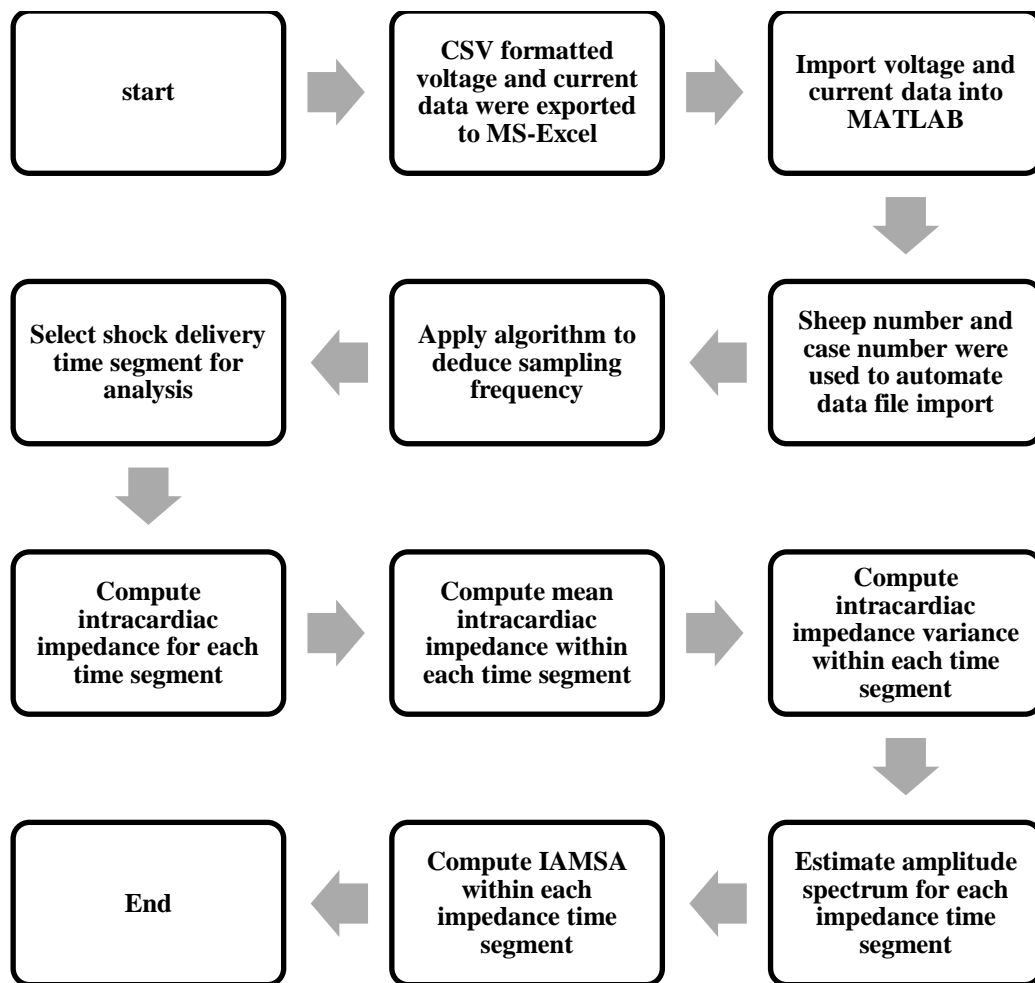 start
CSV formatted
voltage and current
data were exported
to MS-Excel
Import voltage and
current data into
MATLAB
Sheep number and
case number were
used to automate
data file import
Apply algorithm to
deduce sampling
frequency
Select shock delivery
time segment for
analysis
Compute
intracardiac
impedance for each
time segment
Compute mean
intracardiac
impedance within
each time segment
Compute
intracardiac
impedance variance
within each time
segment
Estimate amplitude
spectrum for each
impedance time
segment
Compute IAMSA
within each
impedance time
segment
End